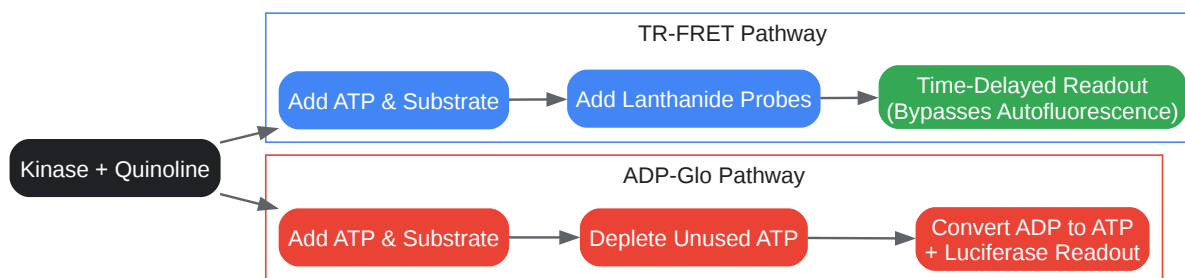 TR-FRET Pathway
Add ATP & Substrate
Add Lanthanide Probes
Time-Delayed Readout
(Bypasses Autofluorescence)
Kinase + Quinoline
ADP-Glo Pathway
Add ATP & Substrate
Deplete Unused ATP
Convert ADP to ATP
+ Luciferase Readout